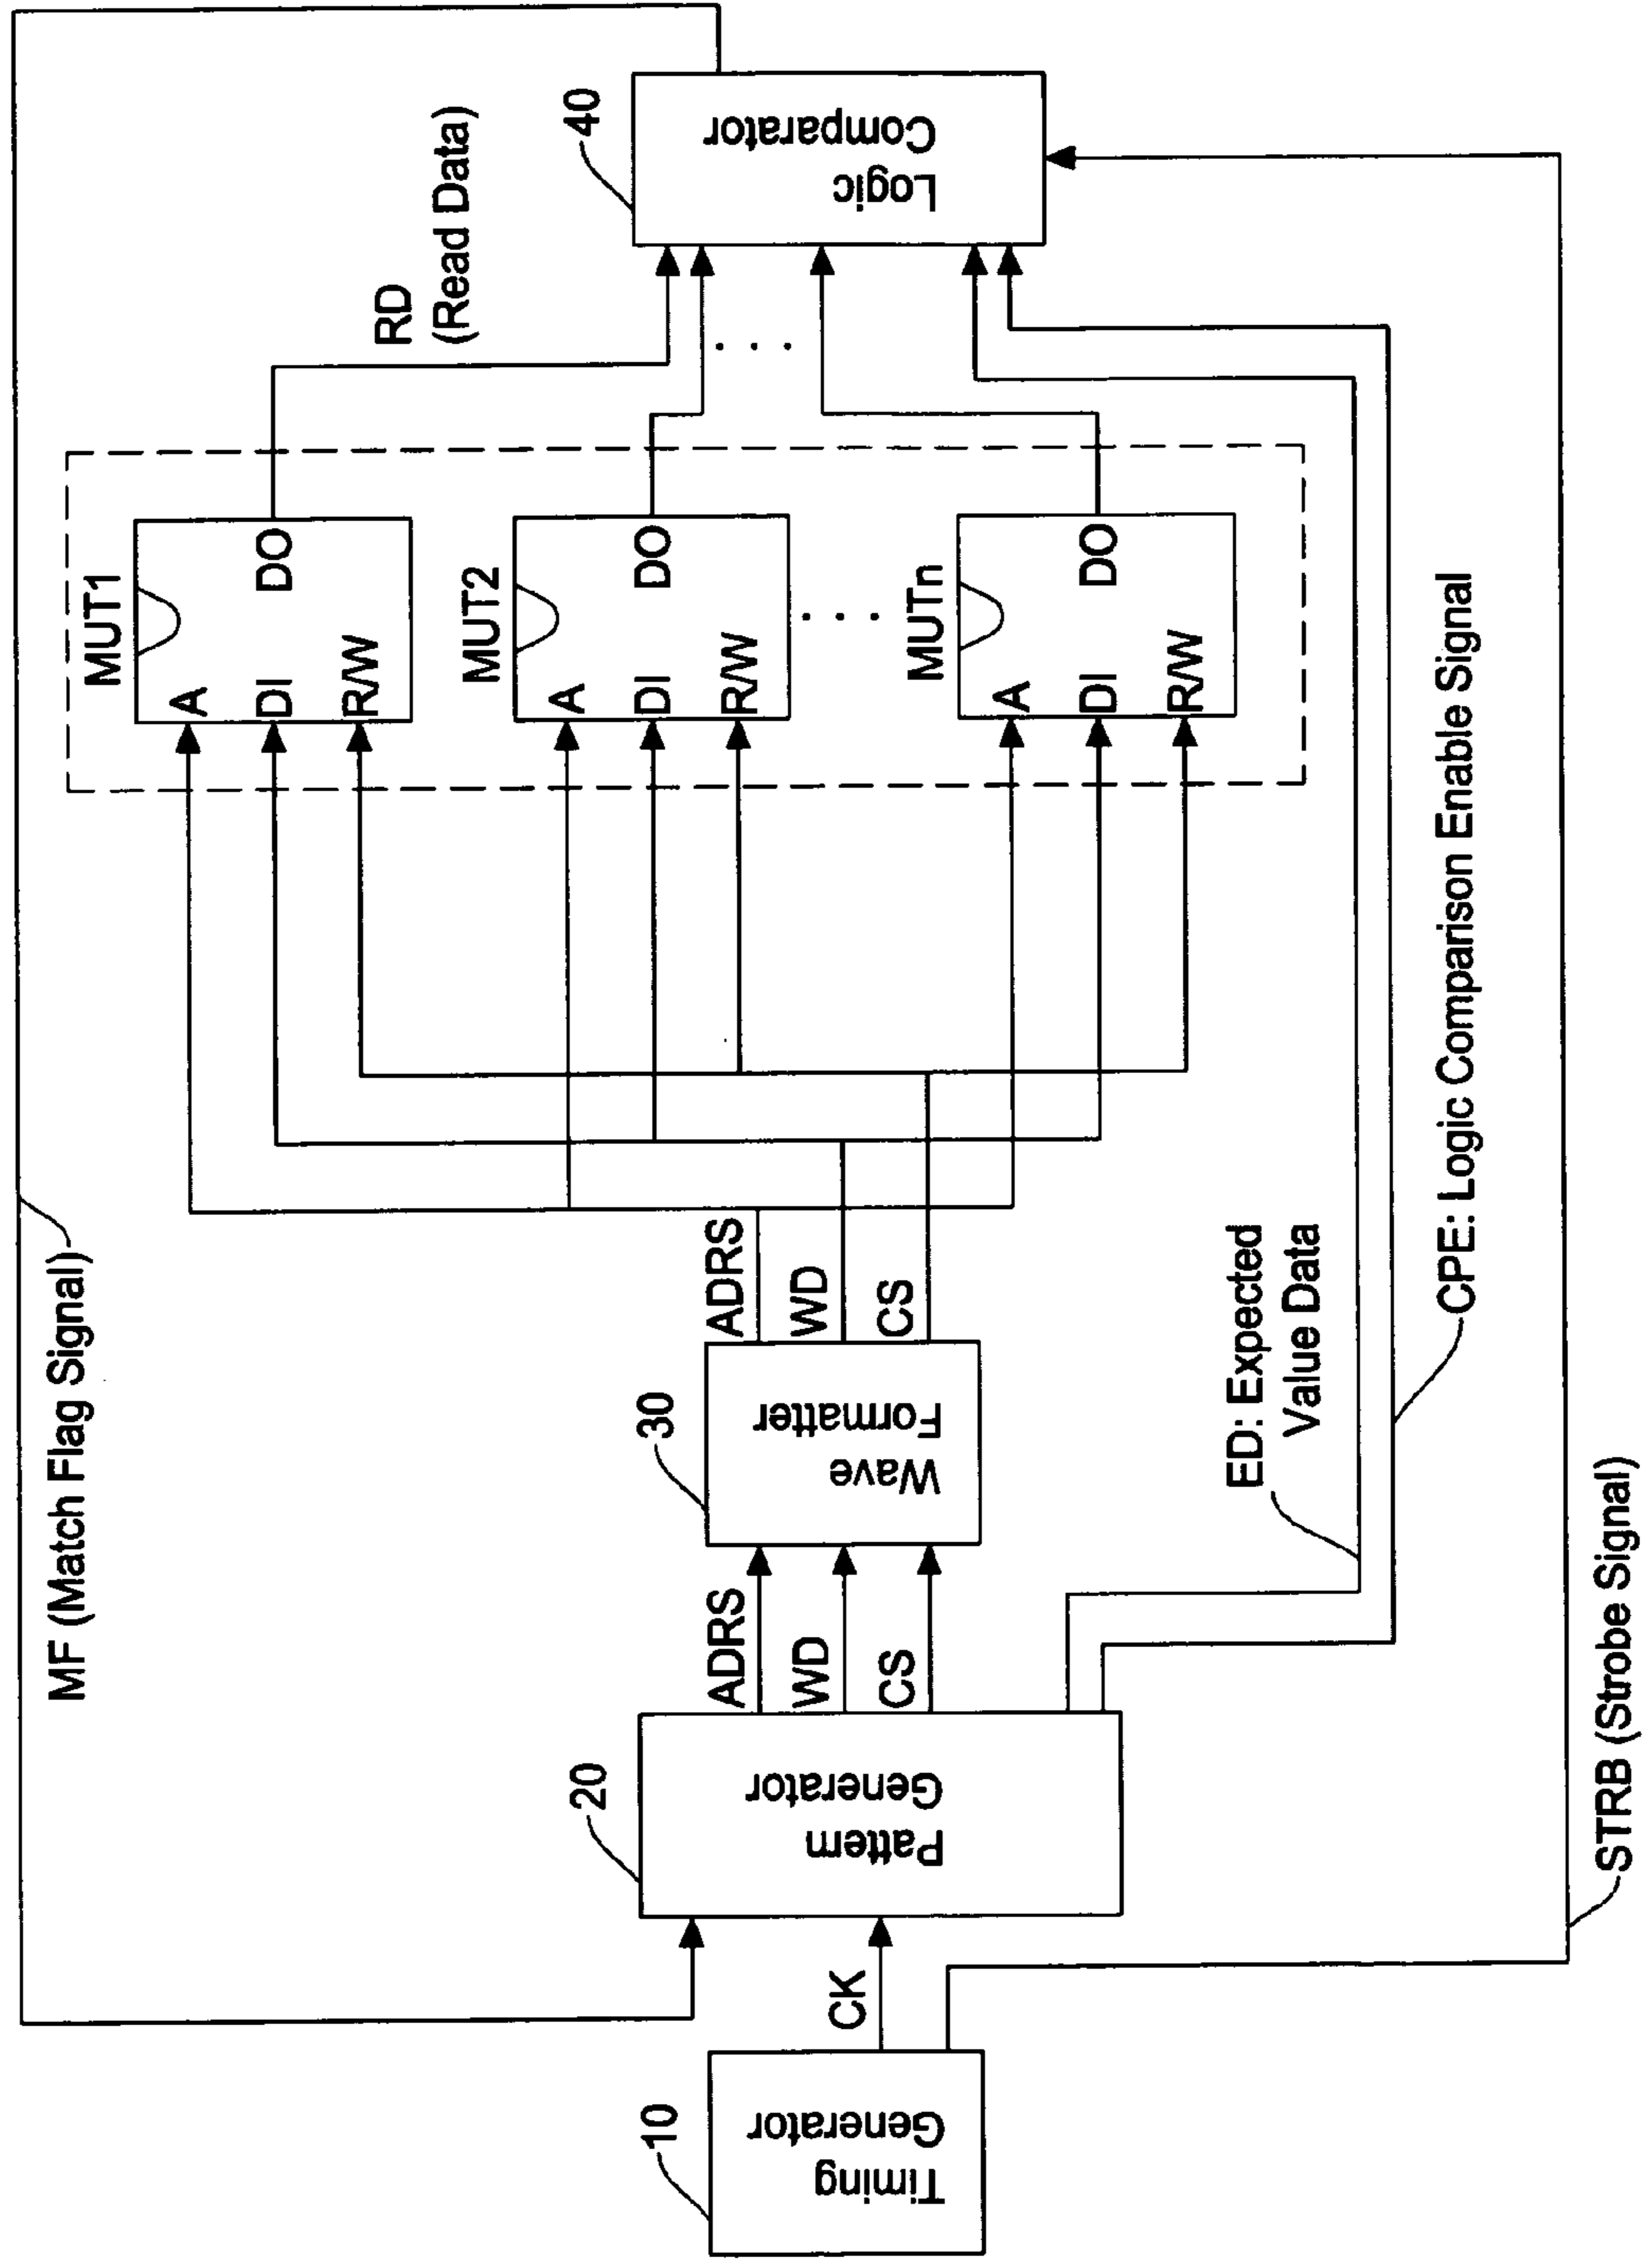 MF (Match Flag Signal)
RD
(Read Data)
MUT1
A
DI
R/W
DO
MUT2
A
DI
R/W
DO
. . .
MUTn
A
DI
R/W
DO
. . .
10
Timing
Generator
CK
20
Pattern
Generator
ADRS
WD
CS
30
Wave
Formatter
ADRS
WD
CS
40
Logic
Comparator
ED: Expected
Value Data
CPE: Logic Comparison Enable Signal
STRB (Strobe Signal)